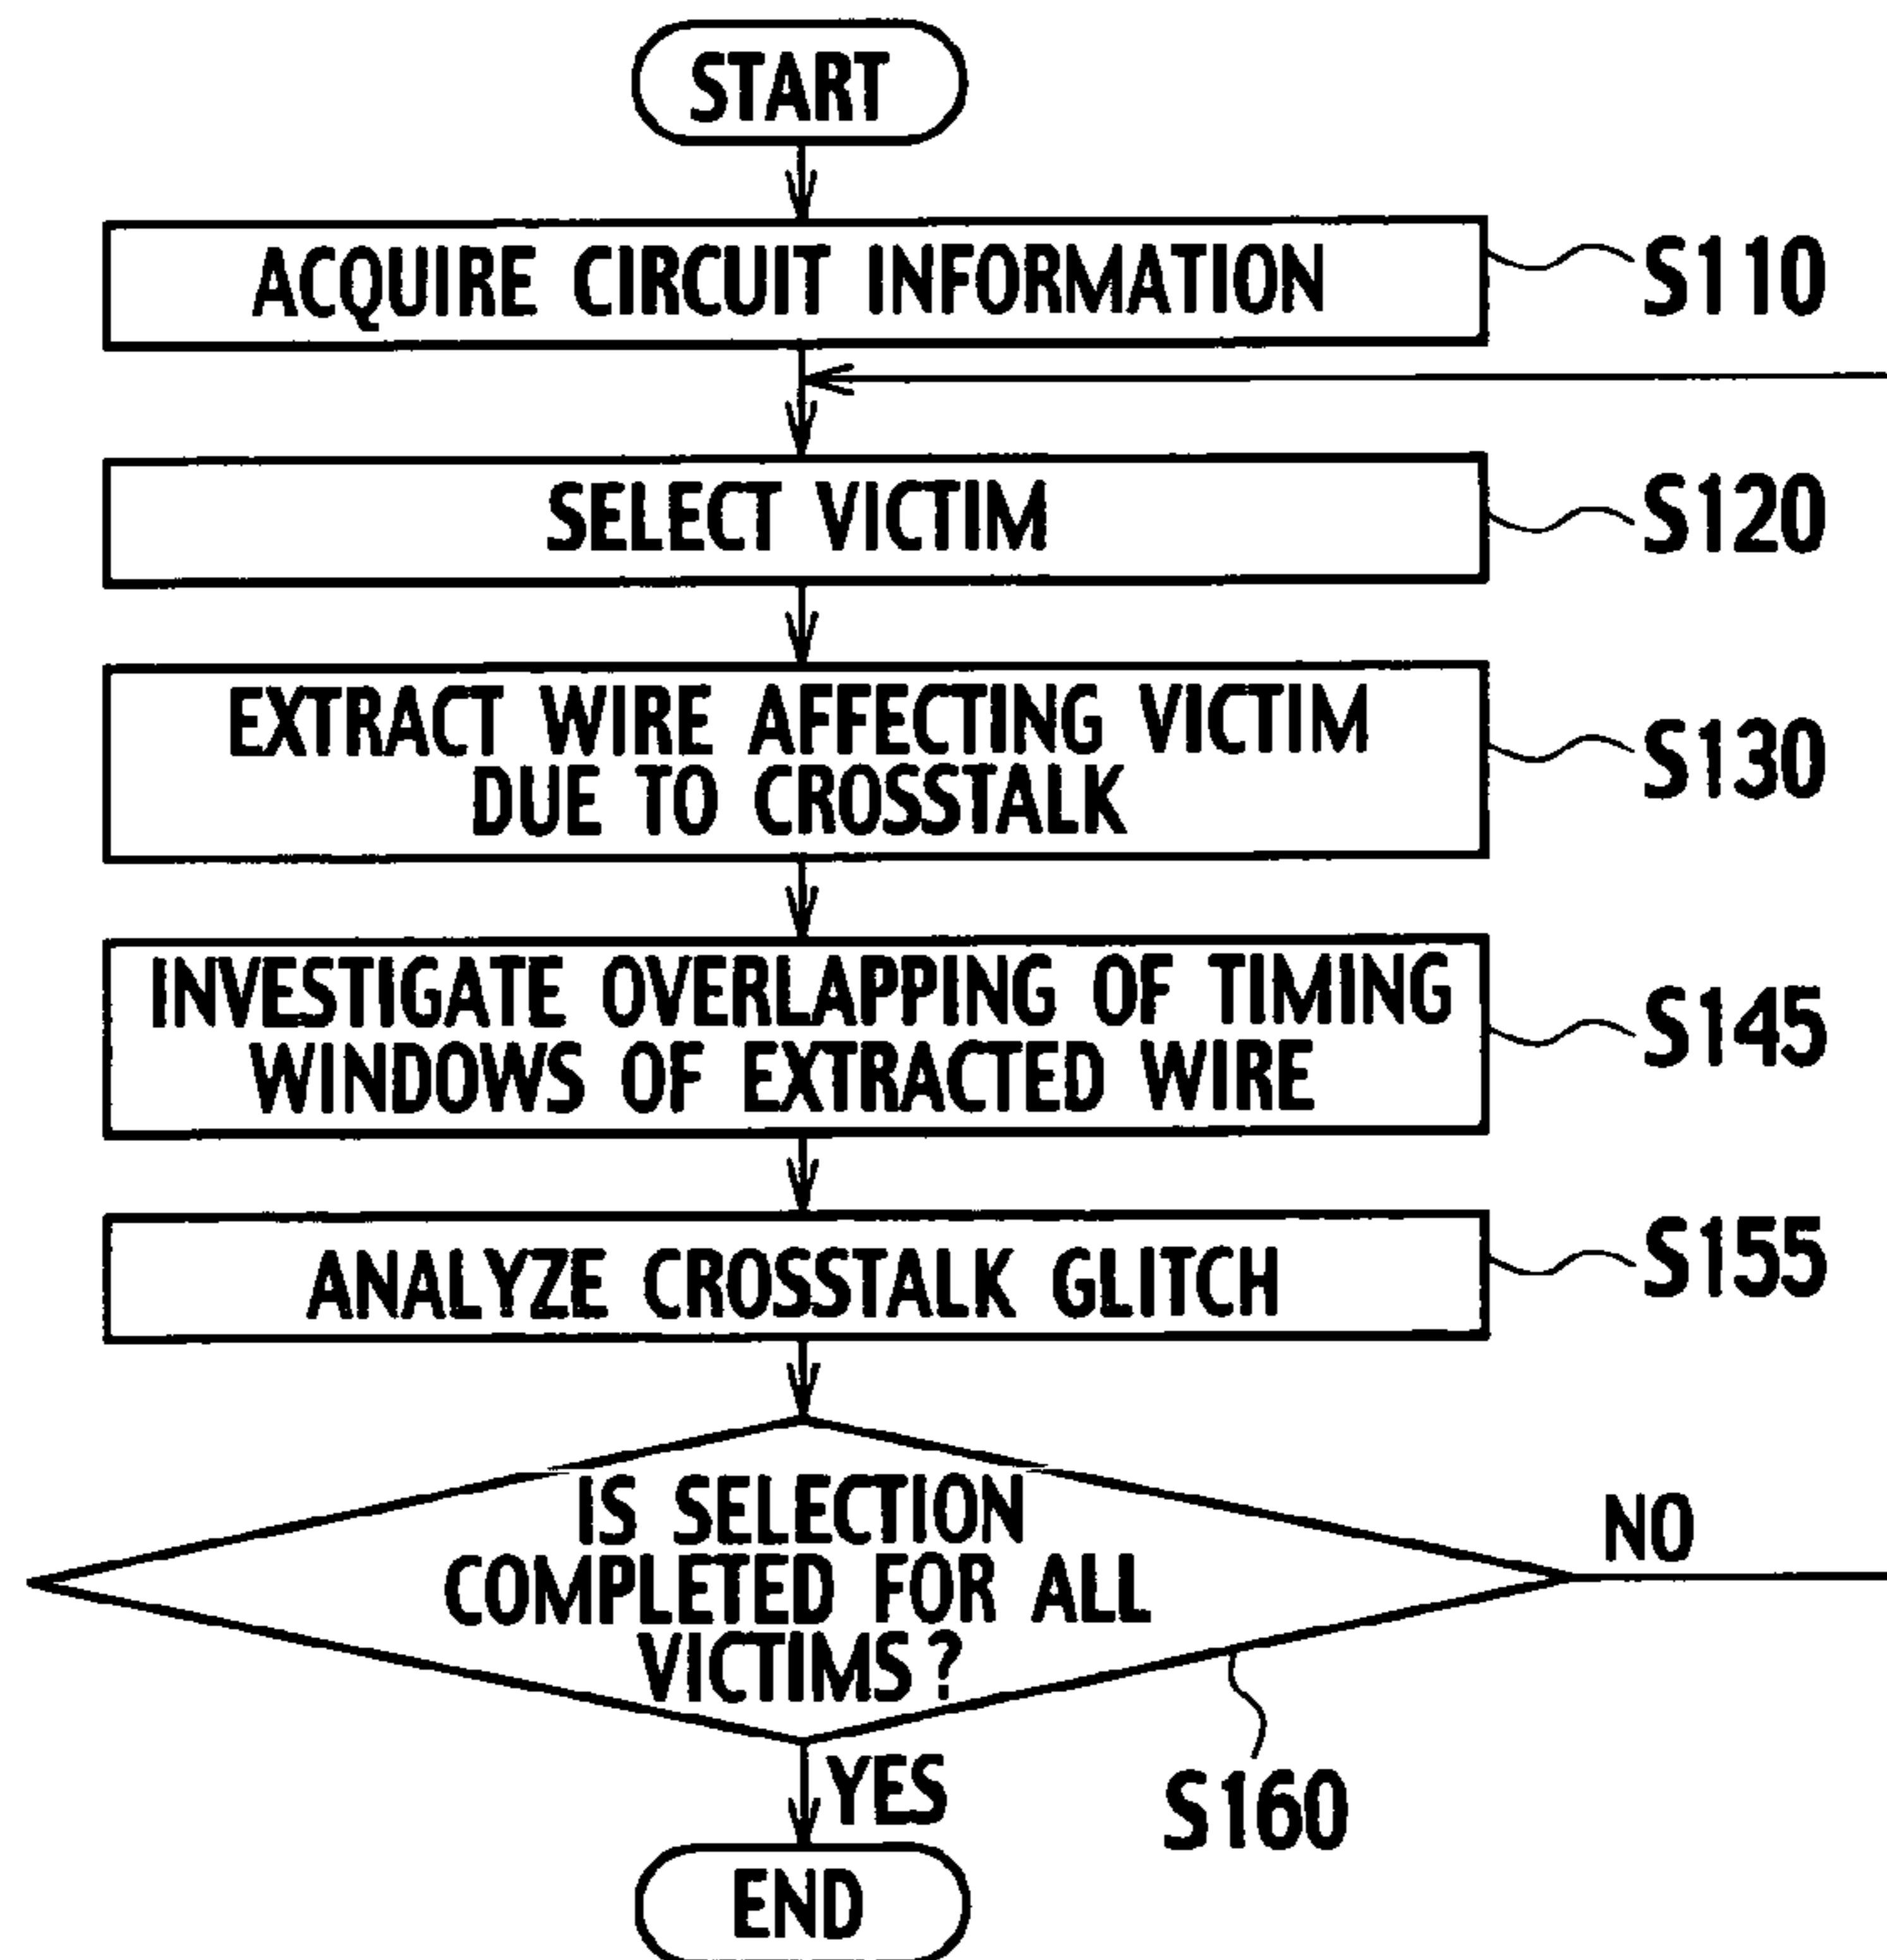 START
ACQUIRE CIRCUIT INFORMATION
S110
SELECT VICTIM
S120
EXTRACT WIRE AFFECTING VICTIM
DUE TO CROSSTALK
S130
INVESTIGATE OVERLAPPING OF TIMING
WINDOWS OF EXTRACTED WIRE
S145
ANALYZE CROSSTALK GLITCH
S155
IS SELECTION
COMPLETED FOR ALL
VICTIMS?
NO
YES
S160
END